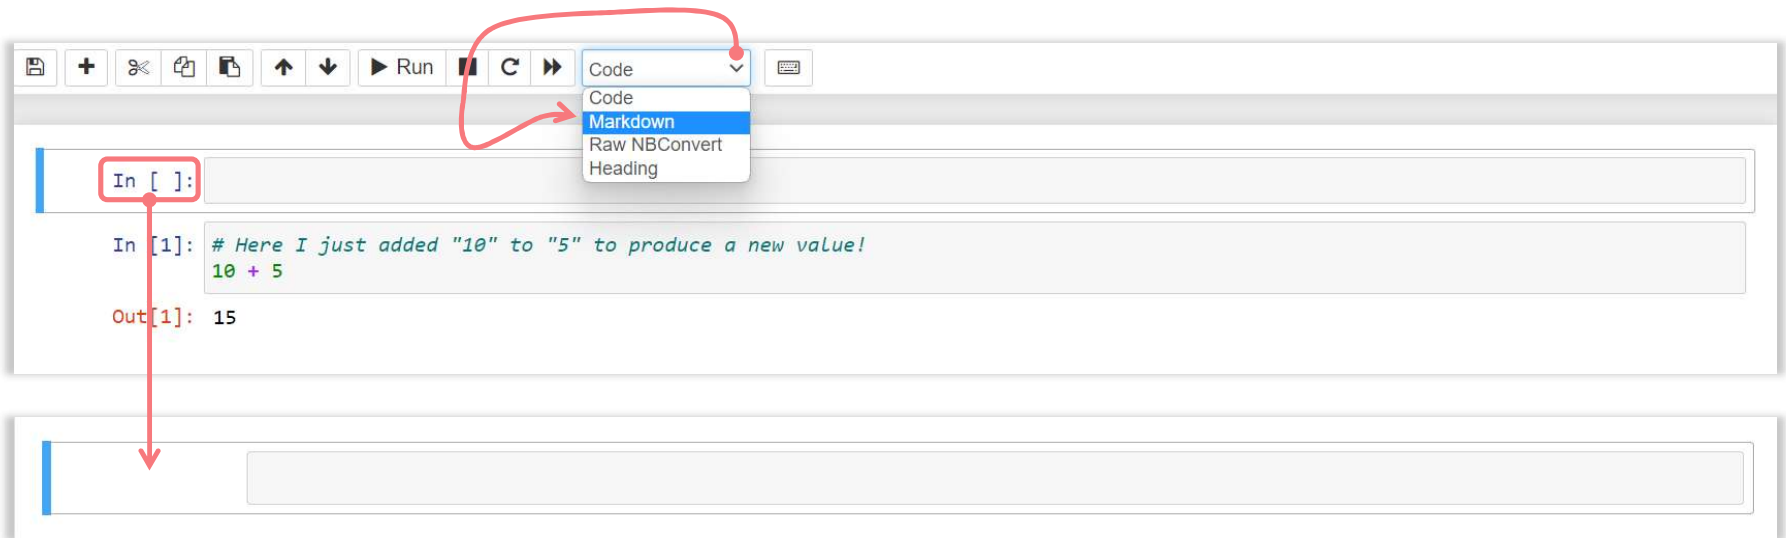 Run
Code
Code
Markdown
Raw NBConvert
Heading
In [ ]:
In [1]: # Here I just added "10" to "5" to produce a new value!
10 + 5
Out[1]: 15